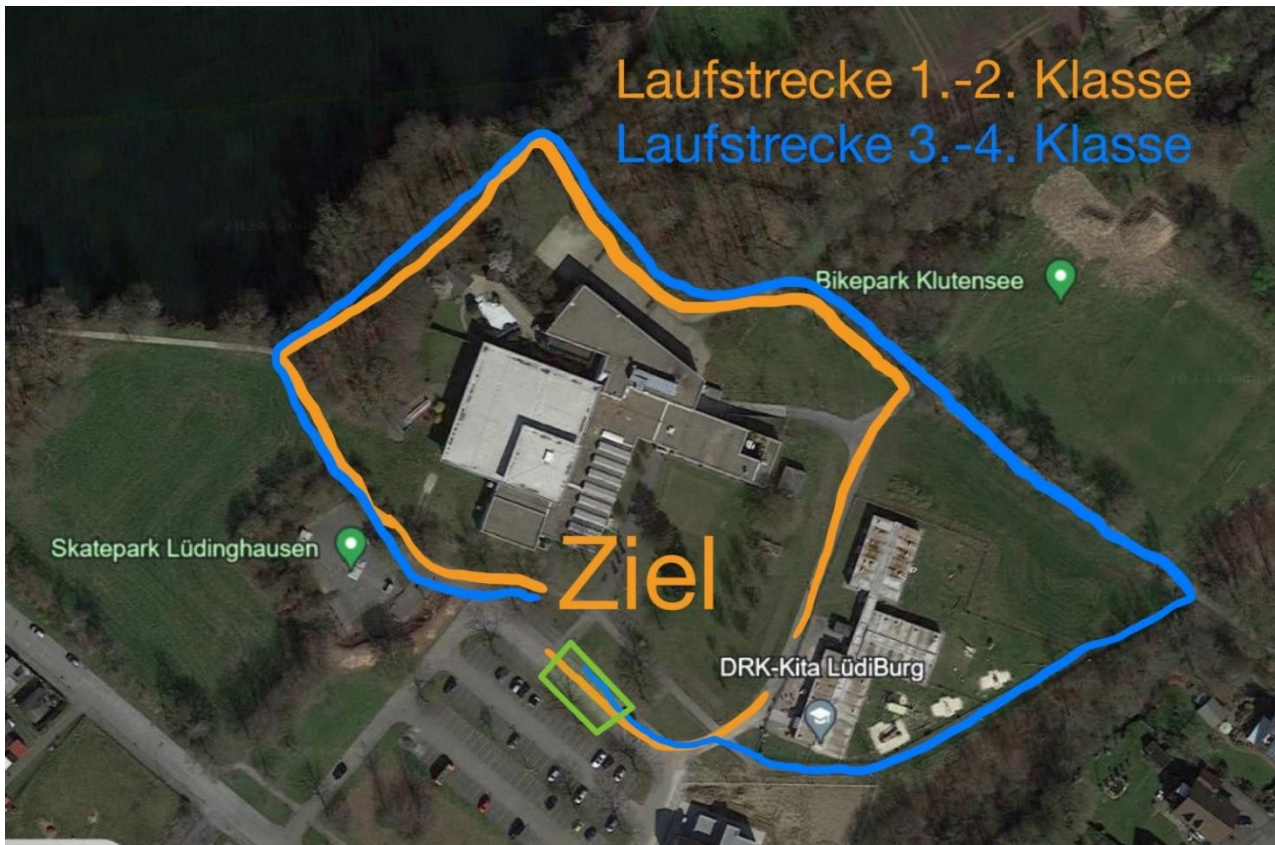 Laufstrecke 1.-2. Klasse
Laufstrecke 3.-4. Klasse
Bikepark Klutensee
Skatepark Lüdinghausen
Ziel
DRK-Kita LüdiBurg